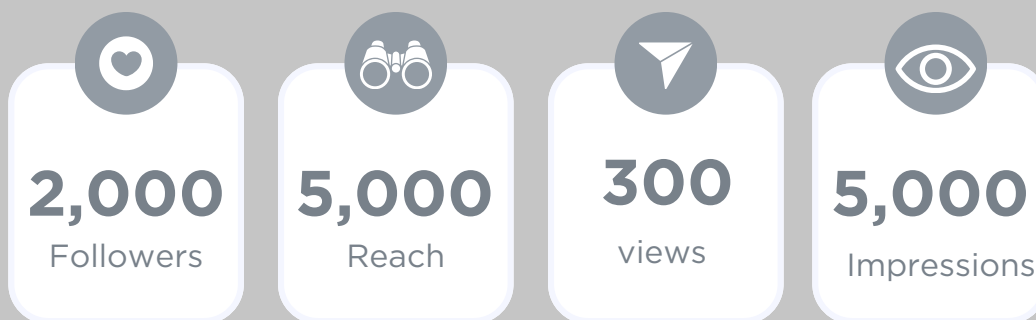 2,000
Followers
5,000
Reach
300
views
5,000
Impressions